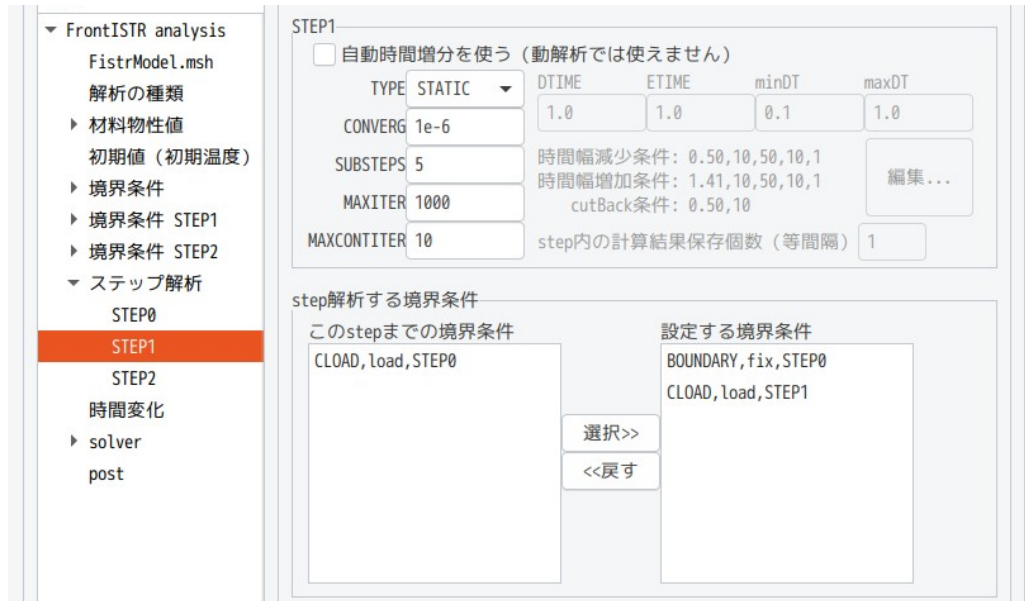 FrontISTR analysis
FistrModel.msh
解析の種類
材料物性値
初期値（初期温度）
境界条件
境界条件 STEP1
境界条件 STEP2
ステップ解析
STEP0
STEP1
STEP2
時間変化
solver
post
STEP1
自動時間増分を使う（動解析では使えません）
TYPE STATIC
CONVERG 1e-6
SUBSTEPS 5
MAXITER 1000
MAXCONTITER 10
DTIME ETIME minDT maxDT
1.0 1.0 0.1 1.0
時間幅減少条件: 0.50,10,50,10,1
時間幅増加条件: 1.41,10,50,10,1
cutBack条件: 0.50,10
編集...
step内の計算結果保存個数（等間隔） 1
step解析する境界条件
このstepまでの境界条件
CLOAD,load,STEP0
選択>>
<<戻す
設定する境界条件
BOUNDARY,fix,STEP0
CLOAD,load,STEP1